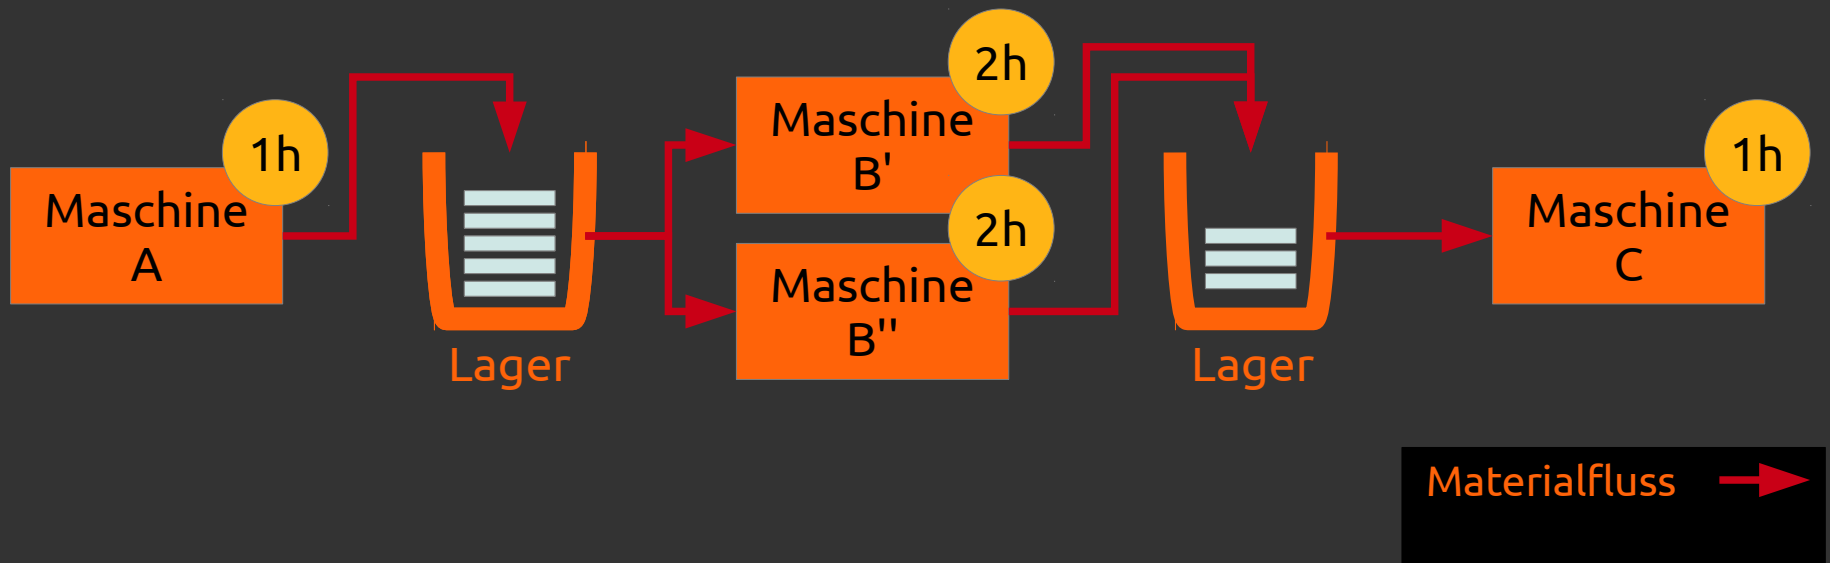 1h
Maschine
A
Lager
2h
Maschine
B'
2h
Maschine
B''
Lager
1h
Maschine
C
Materialfluss